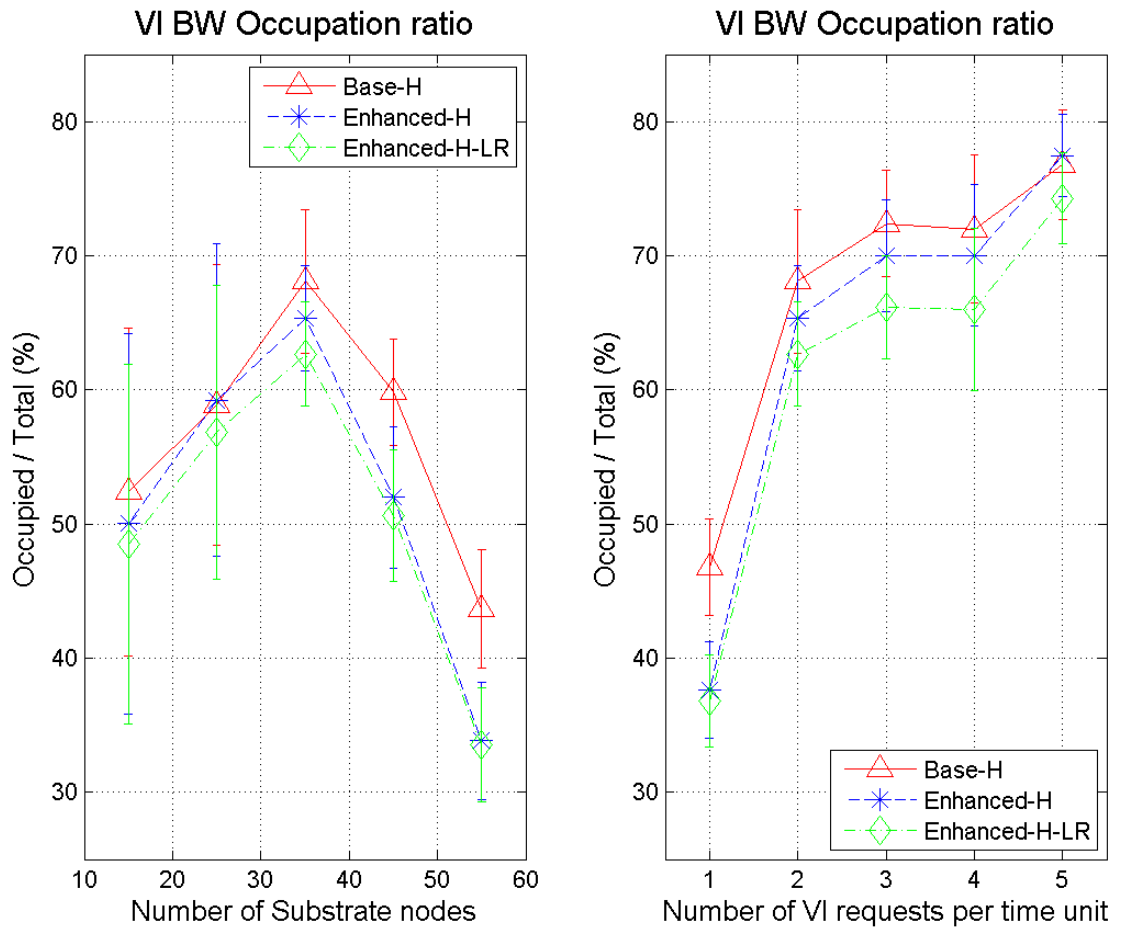 VI BW Occupation ratio
Base-H
Enhanced-H
Enhanced-H-LR
80
70
60
50
40
30
Occupied / Total (%)
10 20 30 40 50 60
Number of Substrate nodes
VI BW Occupation ratio
80
70
60
50
40
30
Occupied / Total (%)
Base-H
Enhanced-H
Enhanced-H-LR
1 2 3 4 5
Number of VI requests per time unit